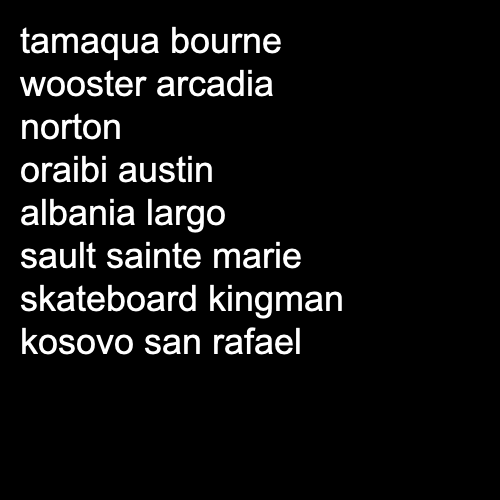 tamaqua bourne
wooster arcadia
norton
oraibi austin
albania largo
sault sainte marie
skateboard kingman
kosovo san rafael